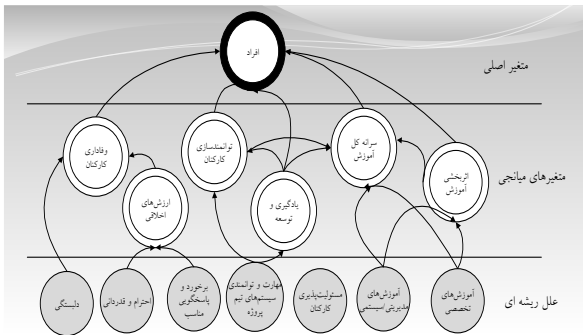 متغیر اصلی
افراد
متغیرهای میانجی
اثربخشی
آموزش
سرانه کل
آموزش
توانمندسازی
کارکنان
وفاداری
کارکنان
یادگیری و
توسعه
ارزش‌های
اخلاقی
علل ریشه ای
آموزش‌های
تخصصی
آموزش‌های
مدیریتی/سیستمی
مسئولیت‌پذیری
کارکنان
مهارت و توانمندی
سیستم‌های تیم
پروژه
برخورد و
پاسخگویی
مناسب
احترام و قدردانی
دلبستگی